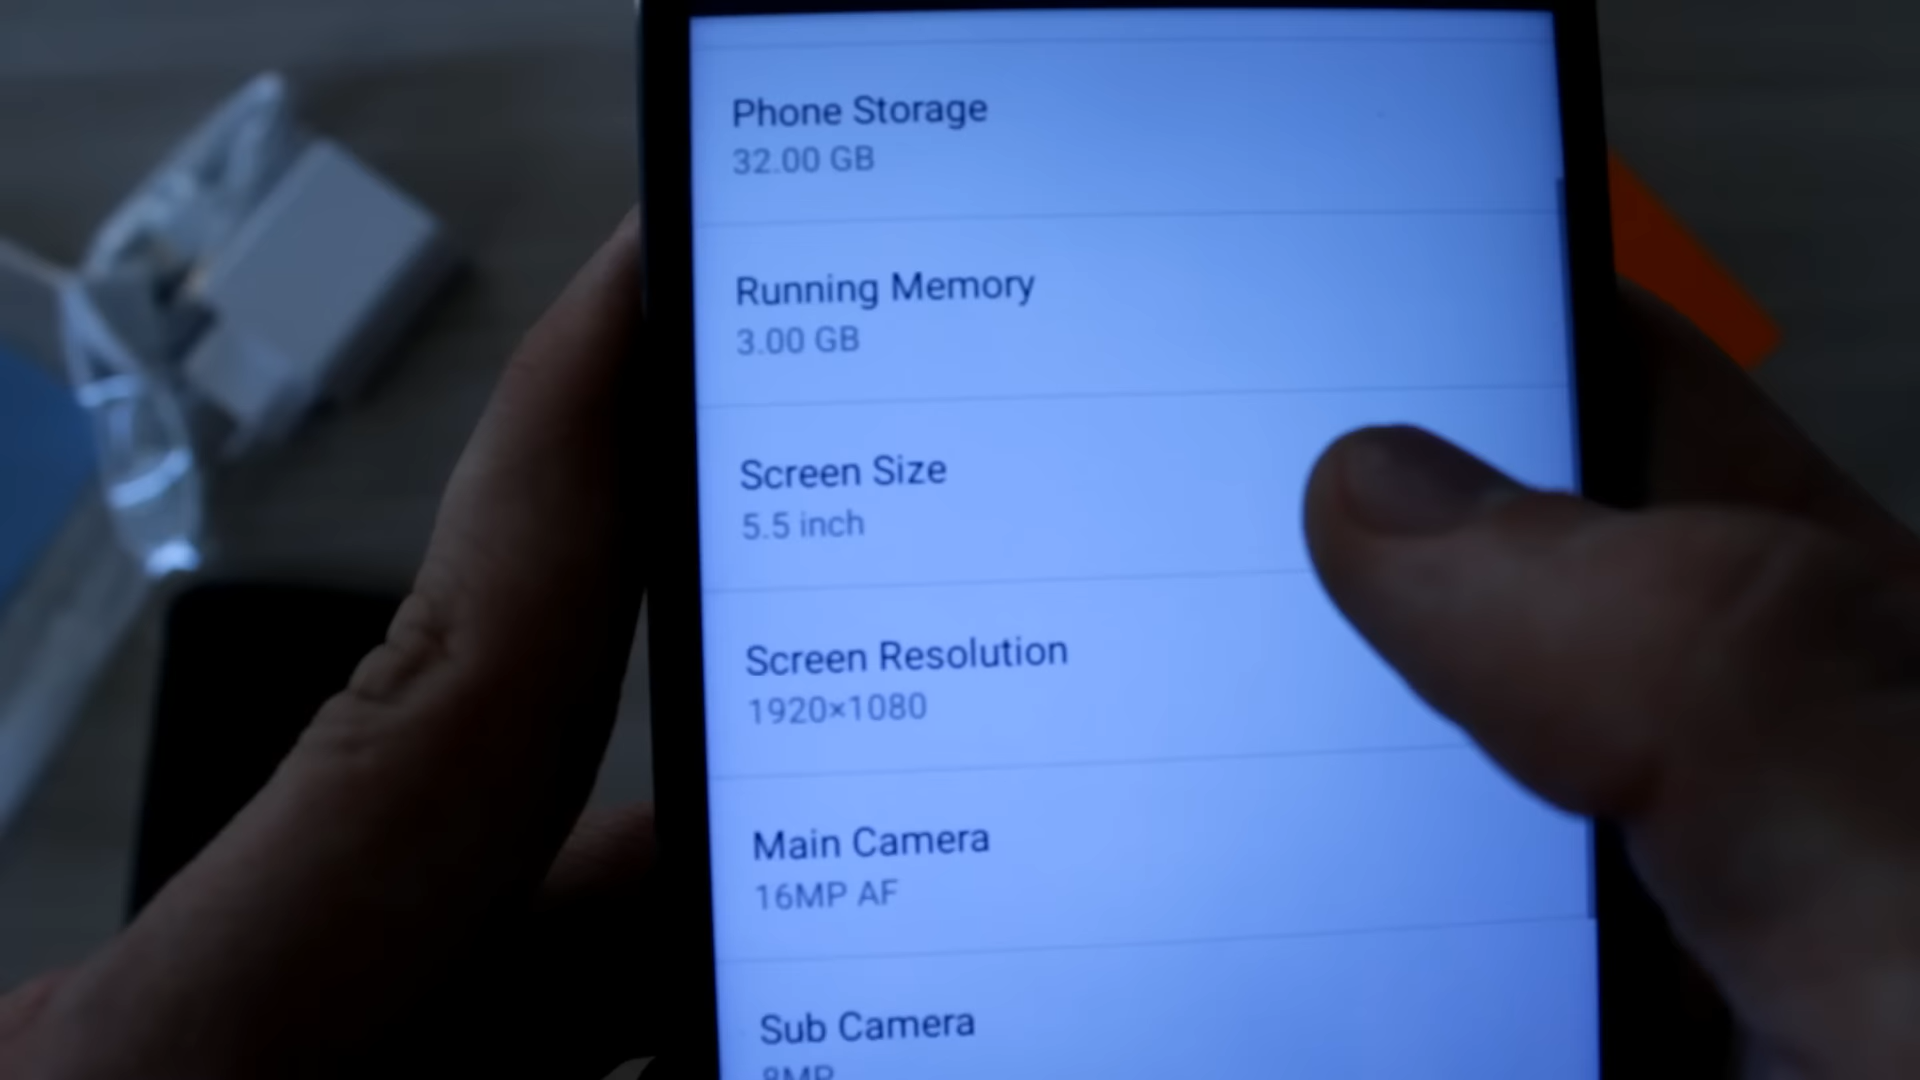 Phone Storage
32.00 GB
Running Memory
3.00 GB
Screen Size
5.5 inch
Screen Resolution
1920×1080
Main Camera
16MP AF
Sub Camera
8MP